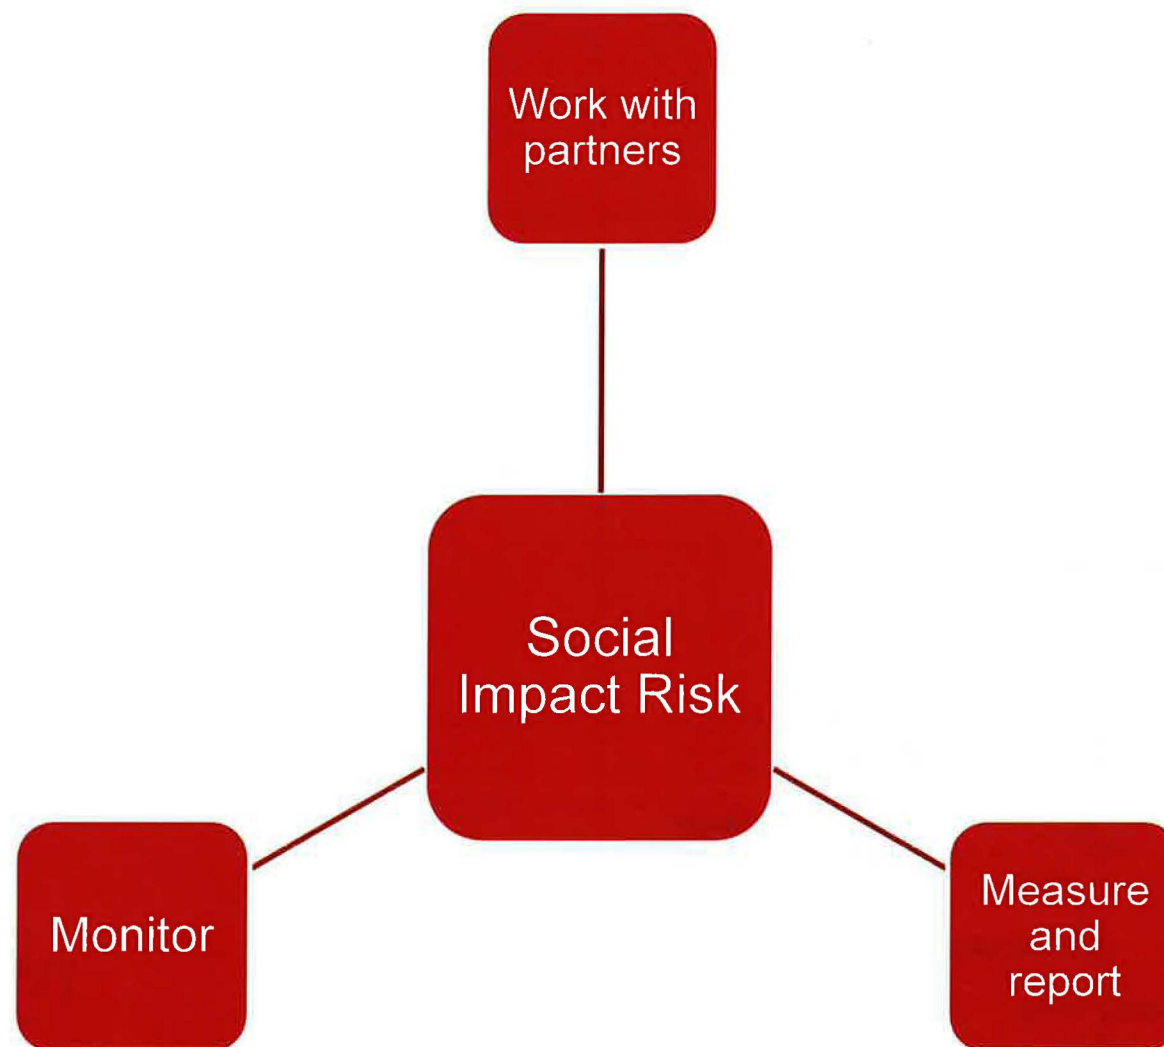 Work with
partners
Social
Impact Risk
Monitor
Measure
and
report